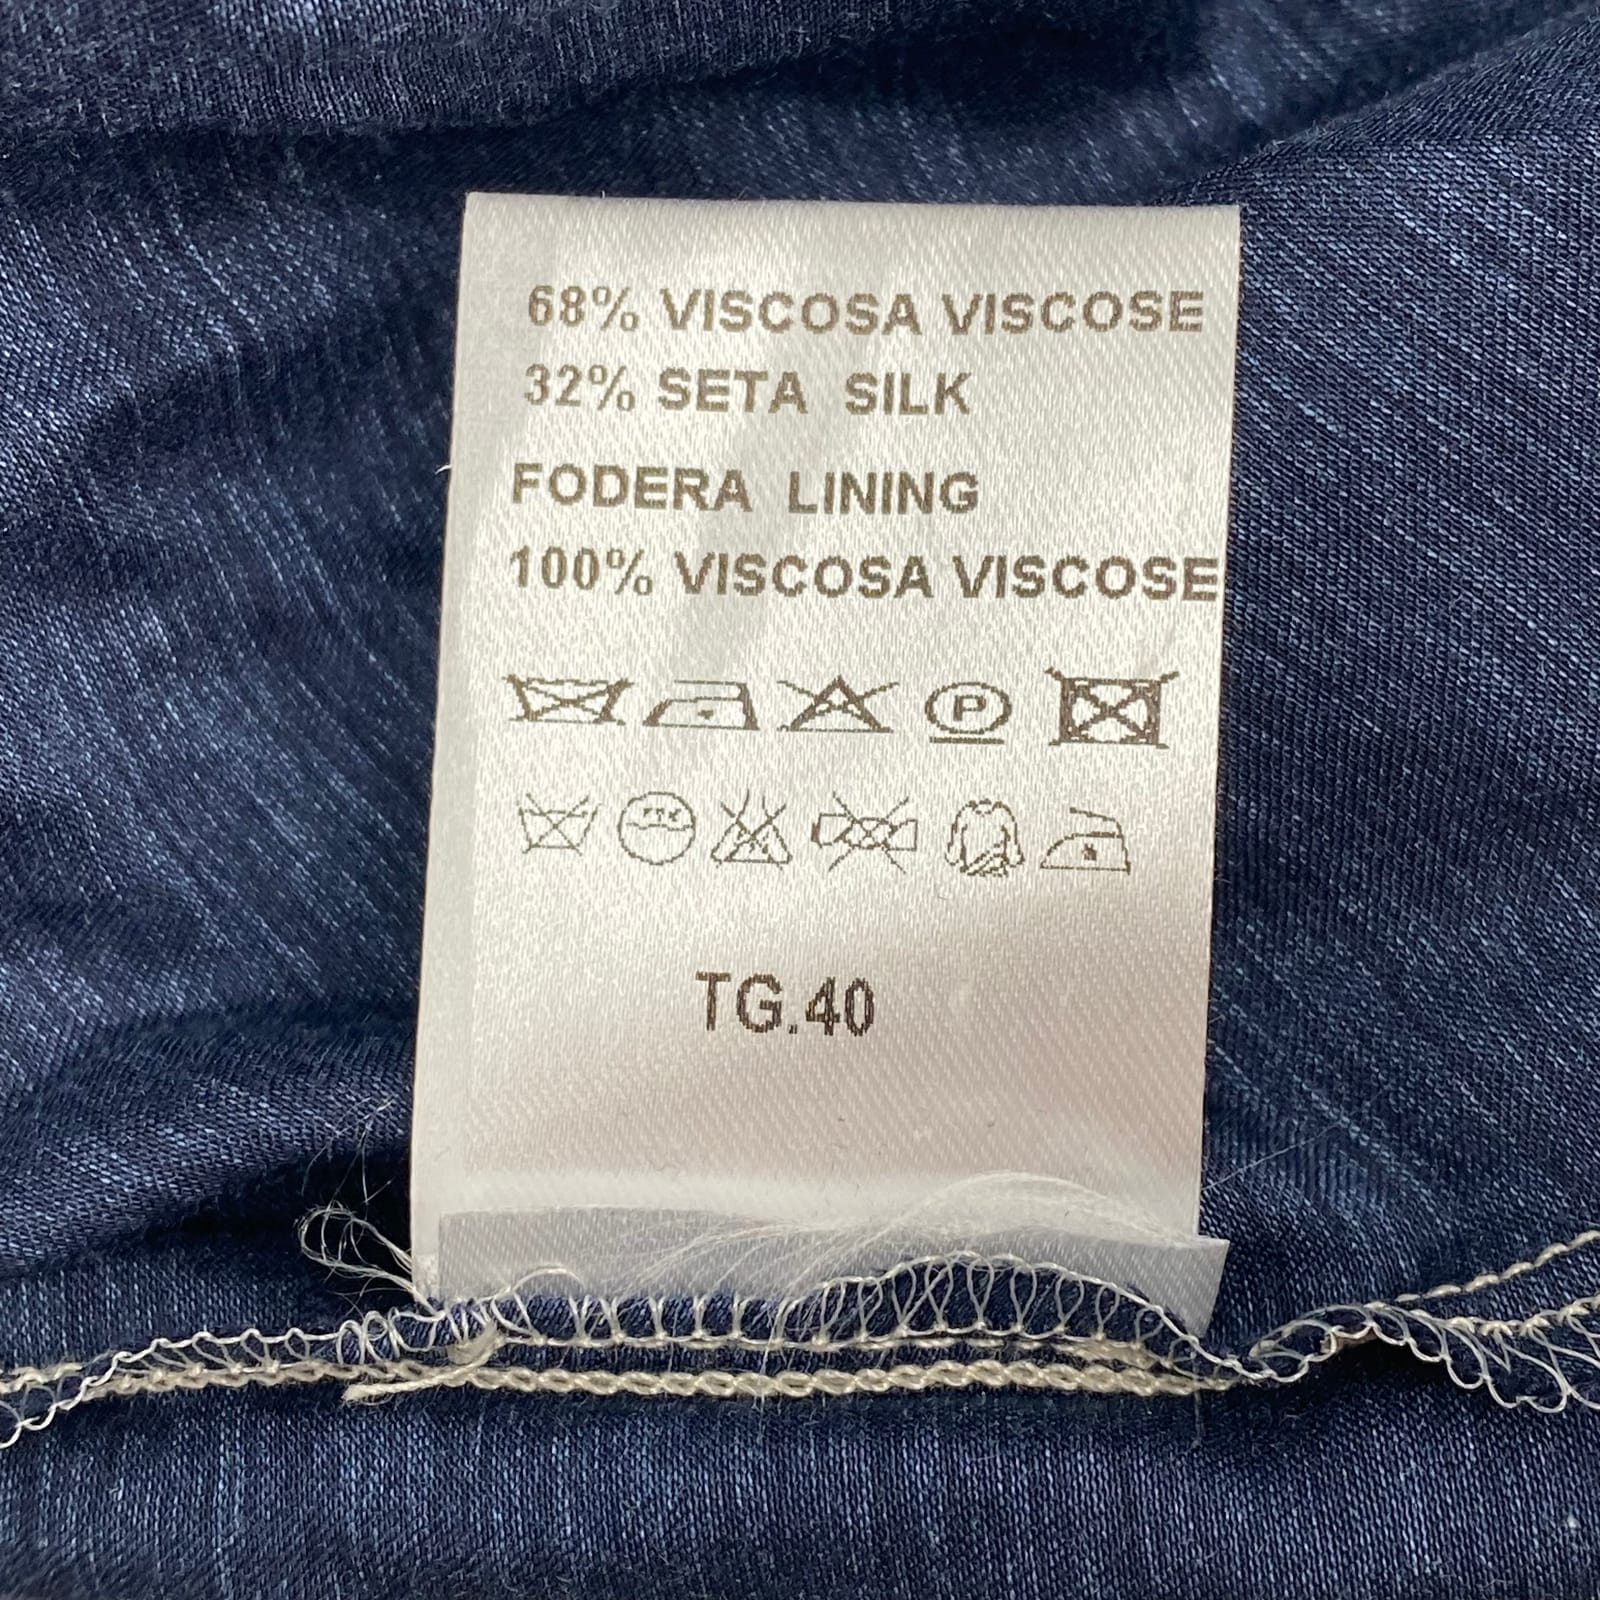 68% VISCOSA VISCOSE
32% SETA SILK
FODERA LINING
100% VISCOSA VISCOSE
P
TG.40